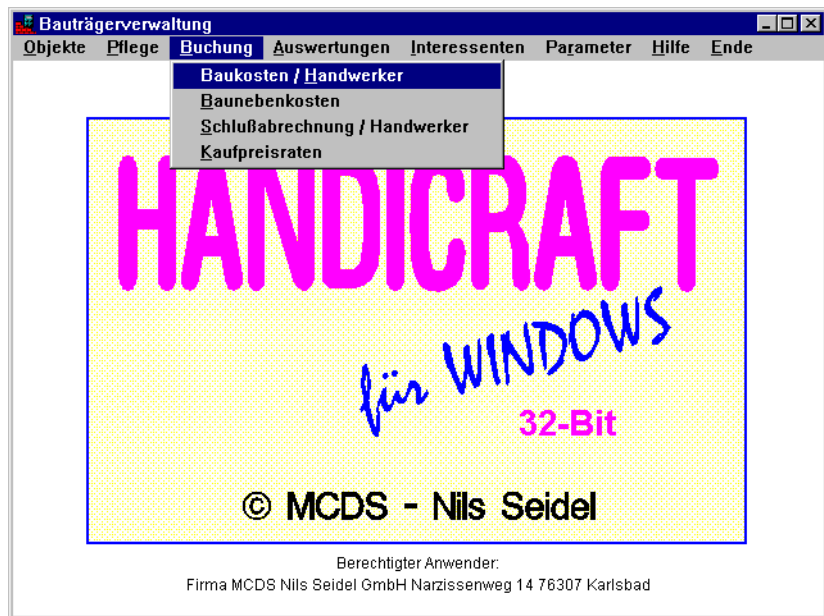 Bauträgerverwaltung
Objekte Pflege Buchung Auswertungen Interessenten Parameter Hilfe Ende
Baukosten / Handwerker
Baunebenkosten
Schlußabrechnung / Handwerker
Kaufpreisraten
HANDICRAFT
für WINDOWS
32-Bit
© MCDS - Nils Seidel
Berechtigter Anwender:
Firma MCDS Nils Seidel GmbH Narzissenweg 14 76307 Karlsbad